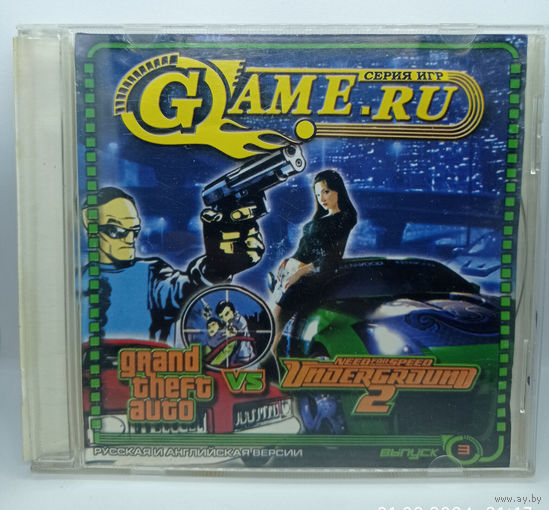 GAME.RU
СЕРИЯ ИГР
grand
theft
auto
VS
NEED FOR SPEED
UNDERGROUND
2
РУССКАЯ И АНГЛИЙСКАЯ ВЕРСИИ
ВЫПУСК 3
www.ay.by